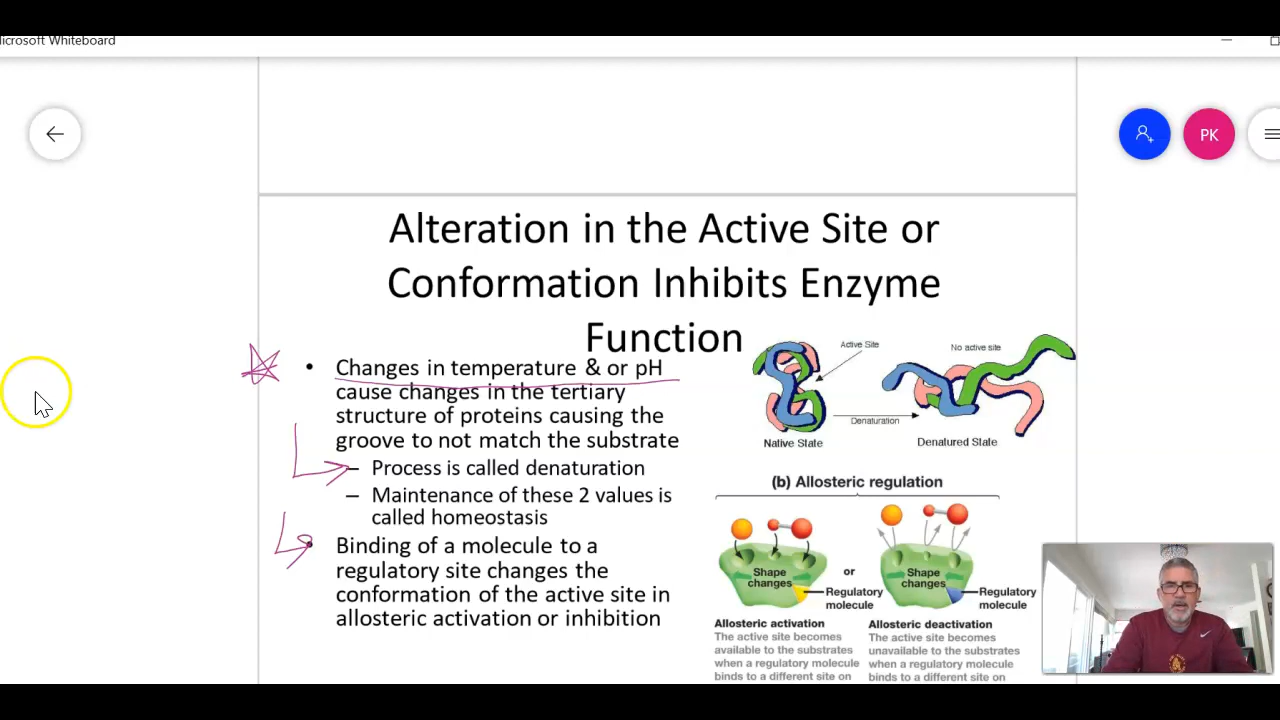 icrosoft Whiteboard
PK
Alteration in the Active Site or
Conformation Inhibits Enzyme
Function
• Changes in temperature & or pH
cause changes in the tertiary
structure of proteins causing the
groove to not match the substrate
– Process is called denaturation
– Maintenance of these 2 values is
called homeostasis
• Binding of a molecule to a
regulatory site changes the
conformation of the active site in
allosteric activation or inhibition
Active Site
No active site
Denaturation
Native State
Denatured State
(b) Allosteric regulation
Shape
changes
or
Regulatory
molecule
Shape
changes
Regulatory
molecule
Allosteric activation
The active site becomes
available to the substrates
when a regulatory molecule
binds to a different site on
Allosteric deactivation
The active site becomes
unavailable to the substrates
when a regulatory molecule
binds to a different site on